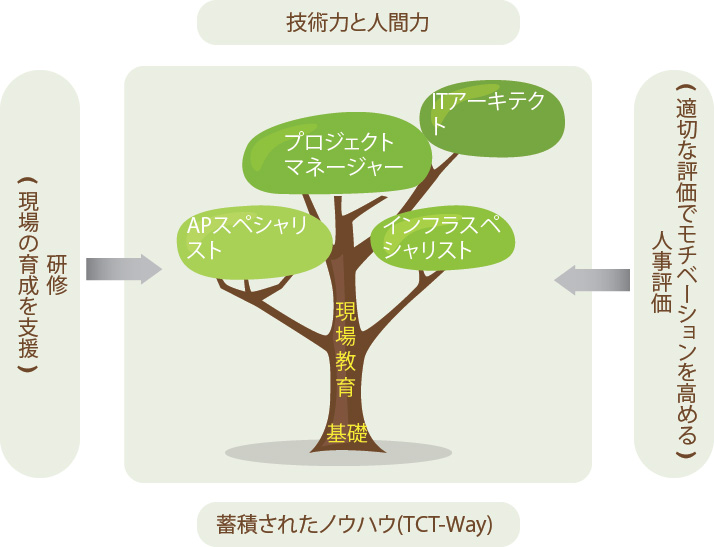 技術力と人間力
ITアーキテク
ト
プロジェクト
マネージャー
APスペシャリ
スト
インフラスペ
シャリスト
現場教育
基礎
研修
(現場の育成を支援)
人事評価
(適切な評価でモチベーションを高める)
蓄積されたノウハウ(TCT-Way)